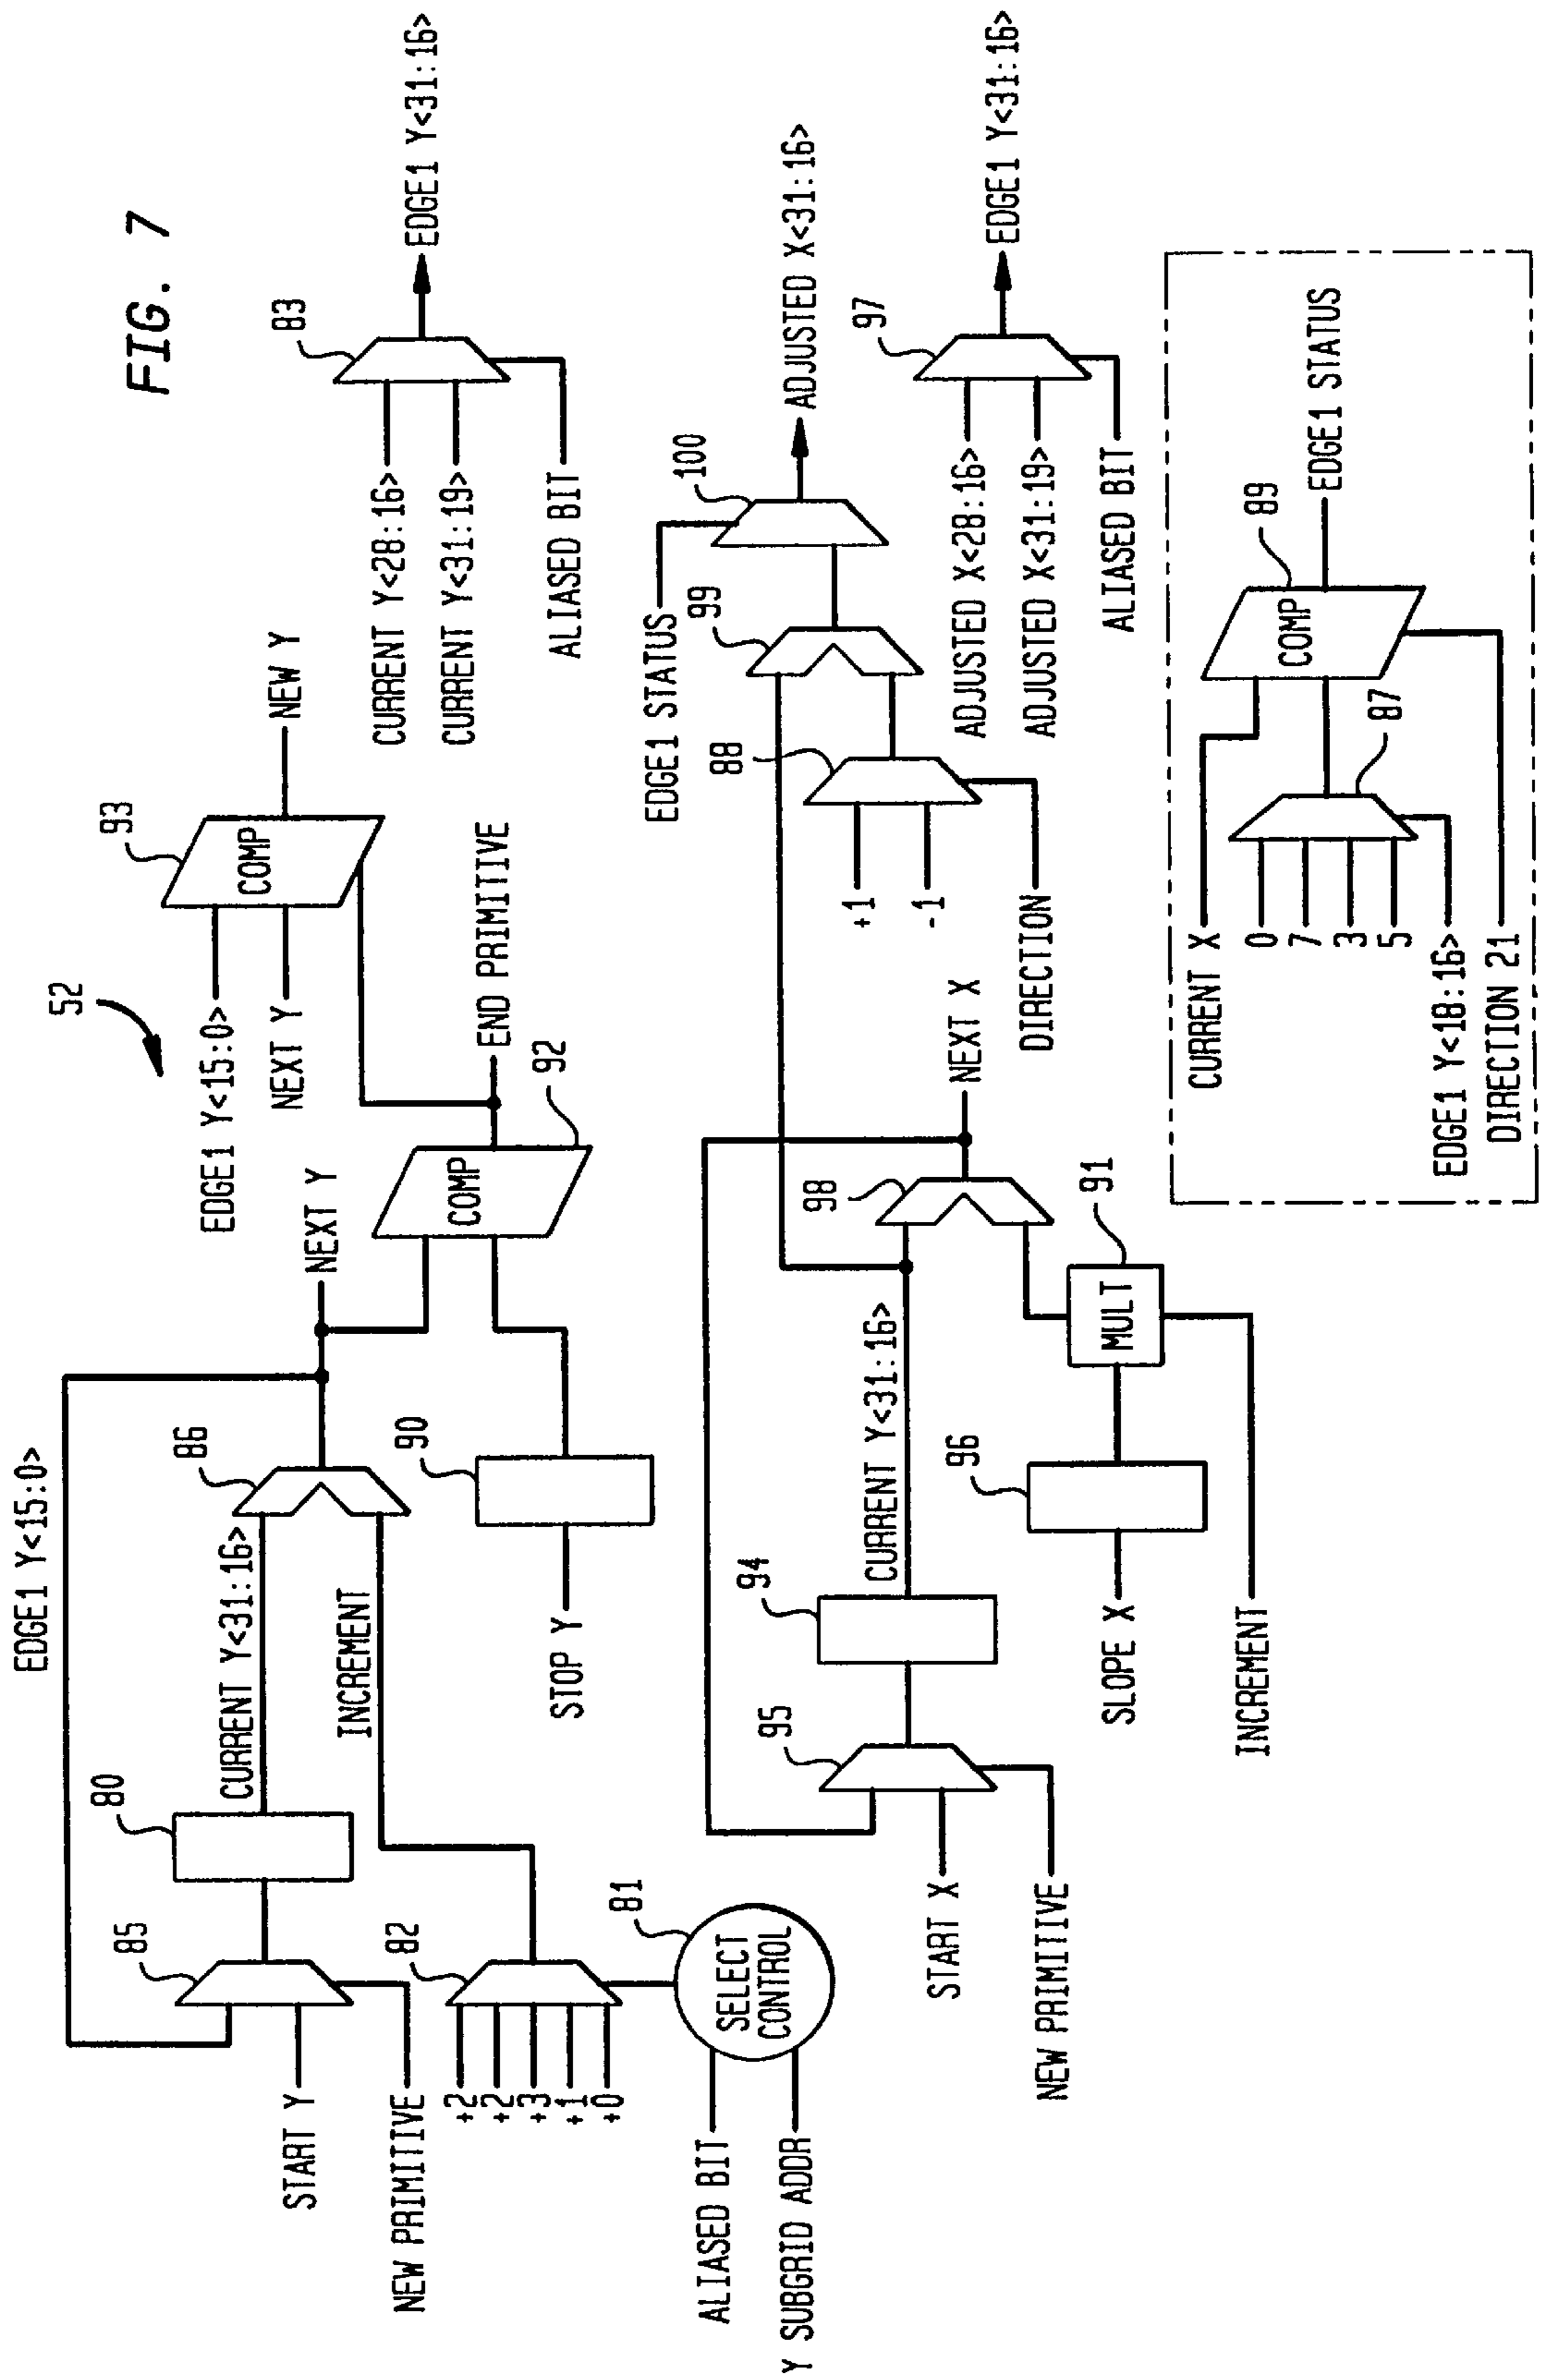 FIG. 7
52
EDGE1 Y<15:0>
START Y
NEW PRIMITIVE
85
80
CURRENT Y<31:16>
INCREMENT
86
NEXT Y
+2
+2
+3
+1
+0
82
SELECT
CONTROL
81
ALIASED BIT
Y SUBGRID ADDR
STOP Y
90
COMP
92
END PRIMITIVE
EDGE1 Y<15:0>
NEXT Y
COMP
93
NEW Y
CURRENT Y<28:16>
CURRENT Y<31:19>
ALIASED BIT
83
EDGE1 Y<31:16>
START X
NEW PRIMITIVE
95
94
CURRENT Y<31:16>
98
NEXT X
SLOPE X
96
MULT
91
INCREMENT
+1
-1
DIRECTION
88
99
EDGE1 STATUS
100
ADJUSTED X<31:16>
ADJUSTED X<28:16>
ADJUSTED X<31:19>
ALIASED BIT
97
EDGE1 Y<31:16>
CURRENT X
0
7
3
5
EDGE1 Y<18:16>
DIRECTION 21
87
COMP
89
EDGE1 STATUS